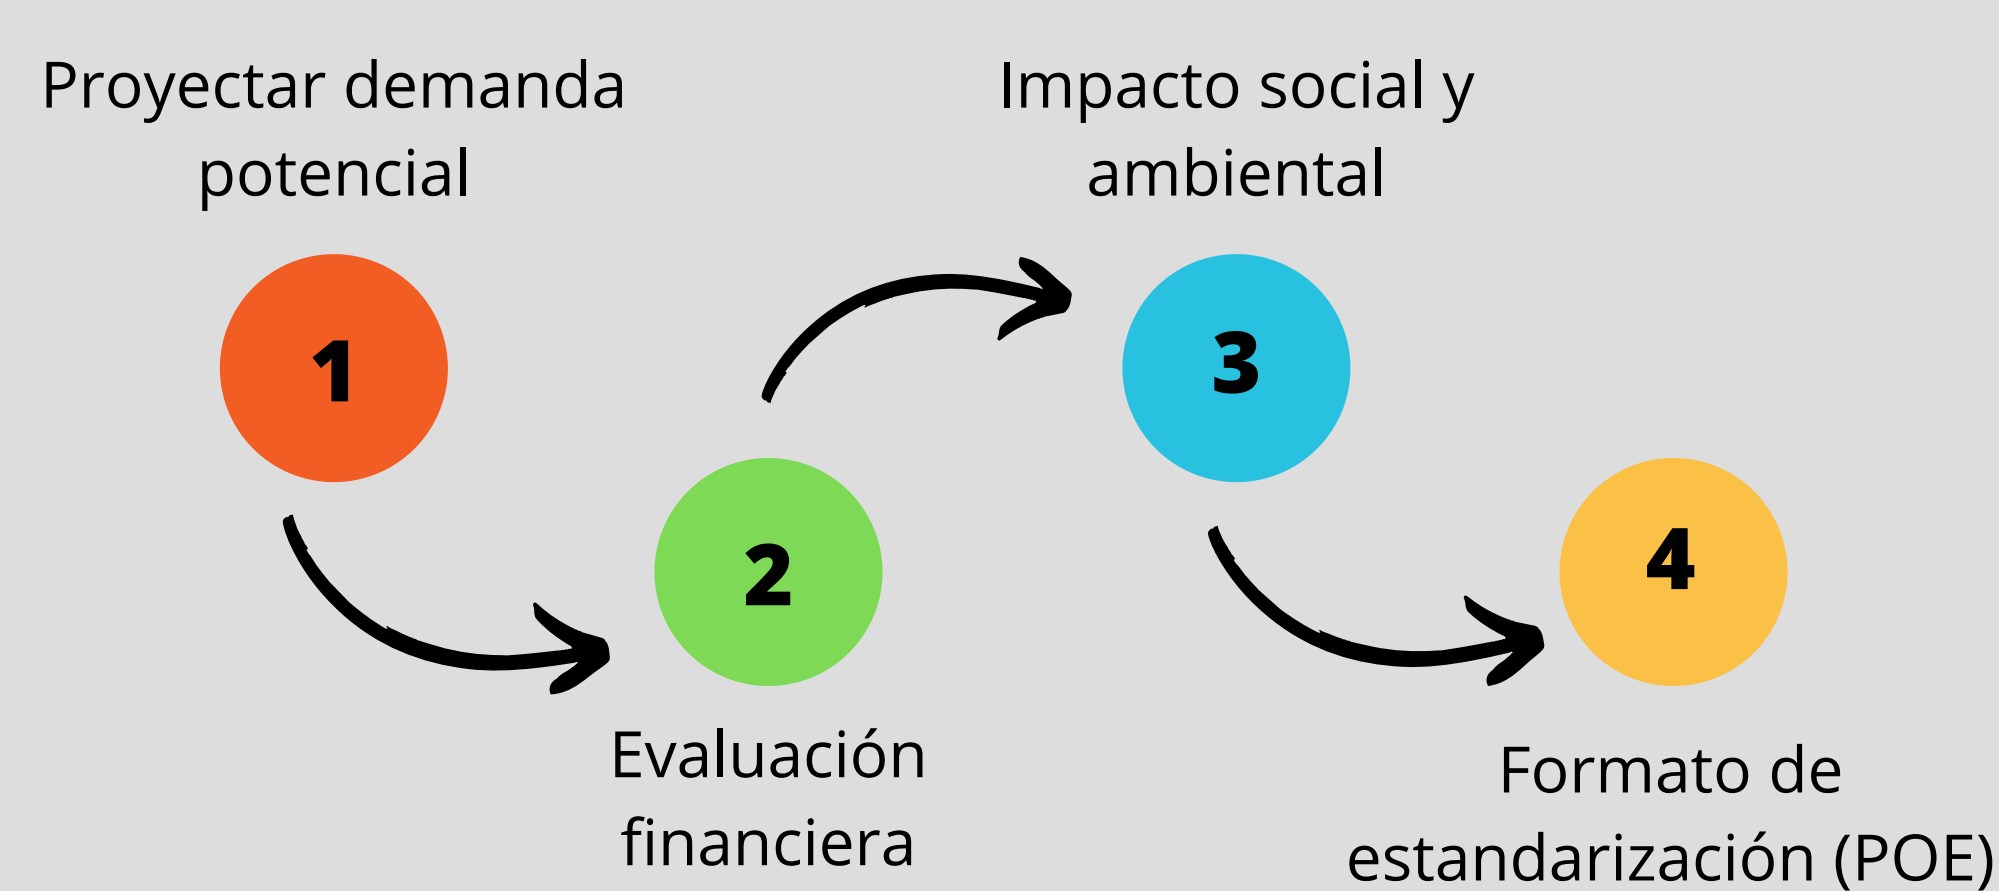 Proyectar demanda
potencial
1
Evaluación
financiera
2
Impacto social y
ambiental
3
Formato de
estandarización (POE)
4